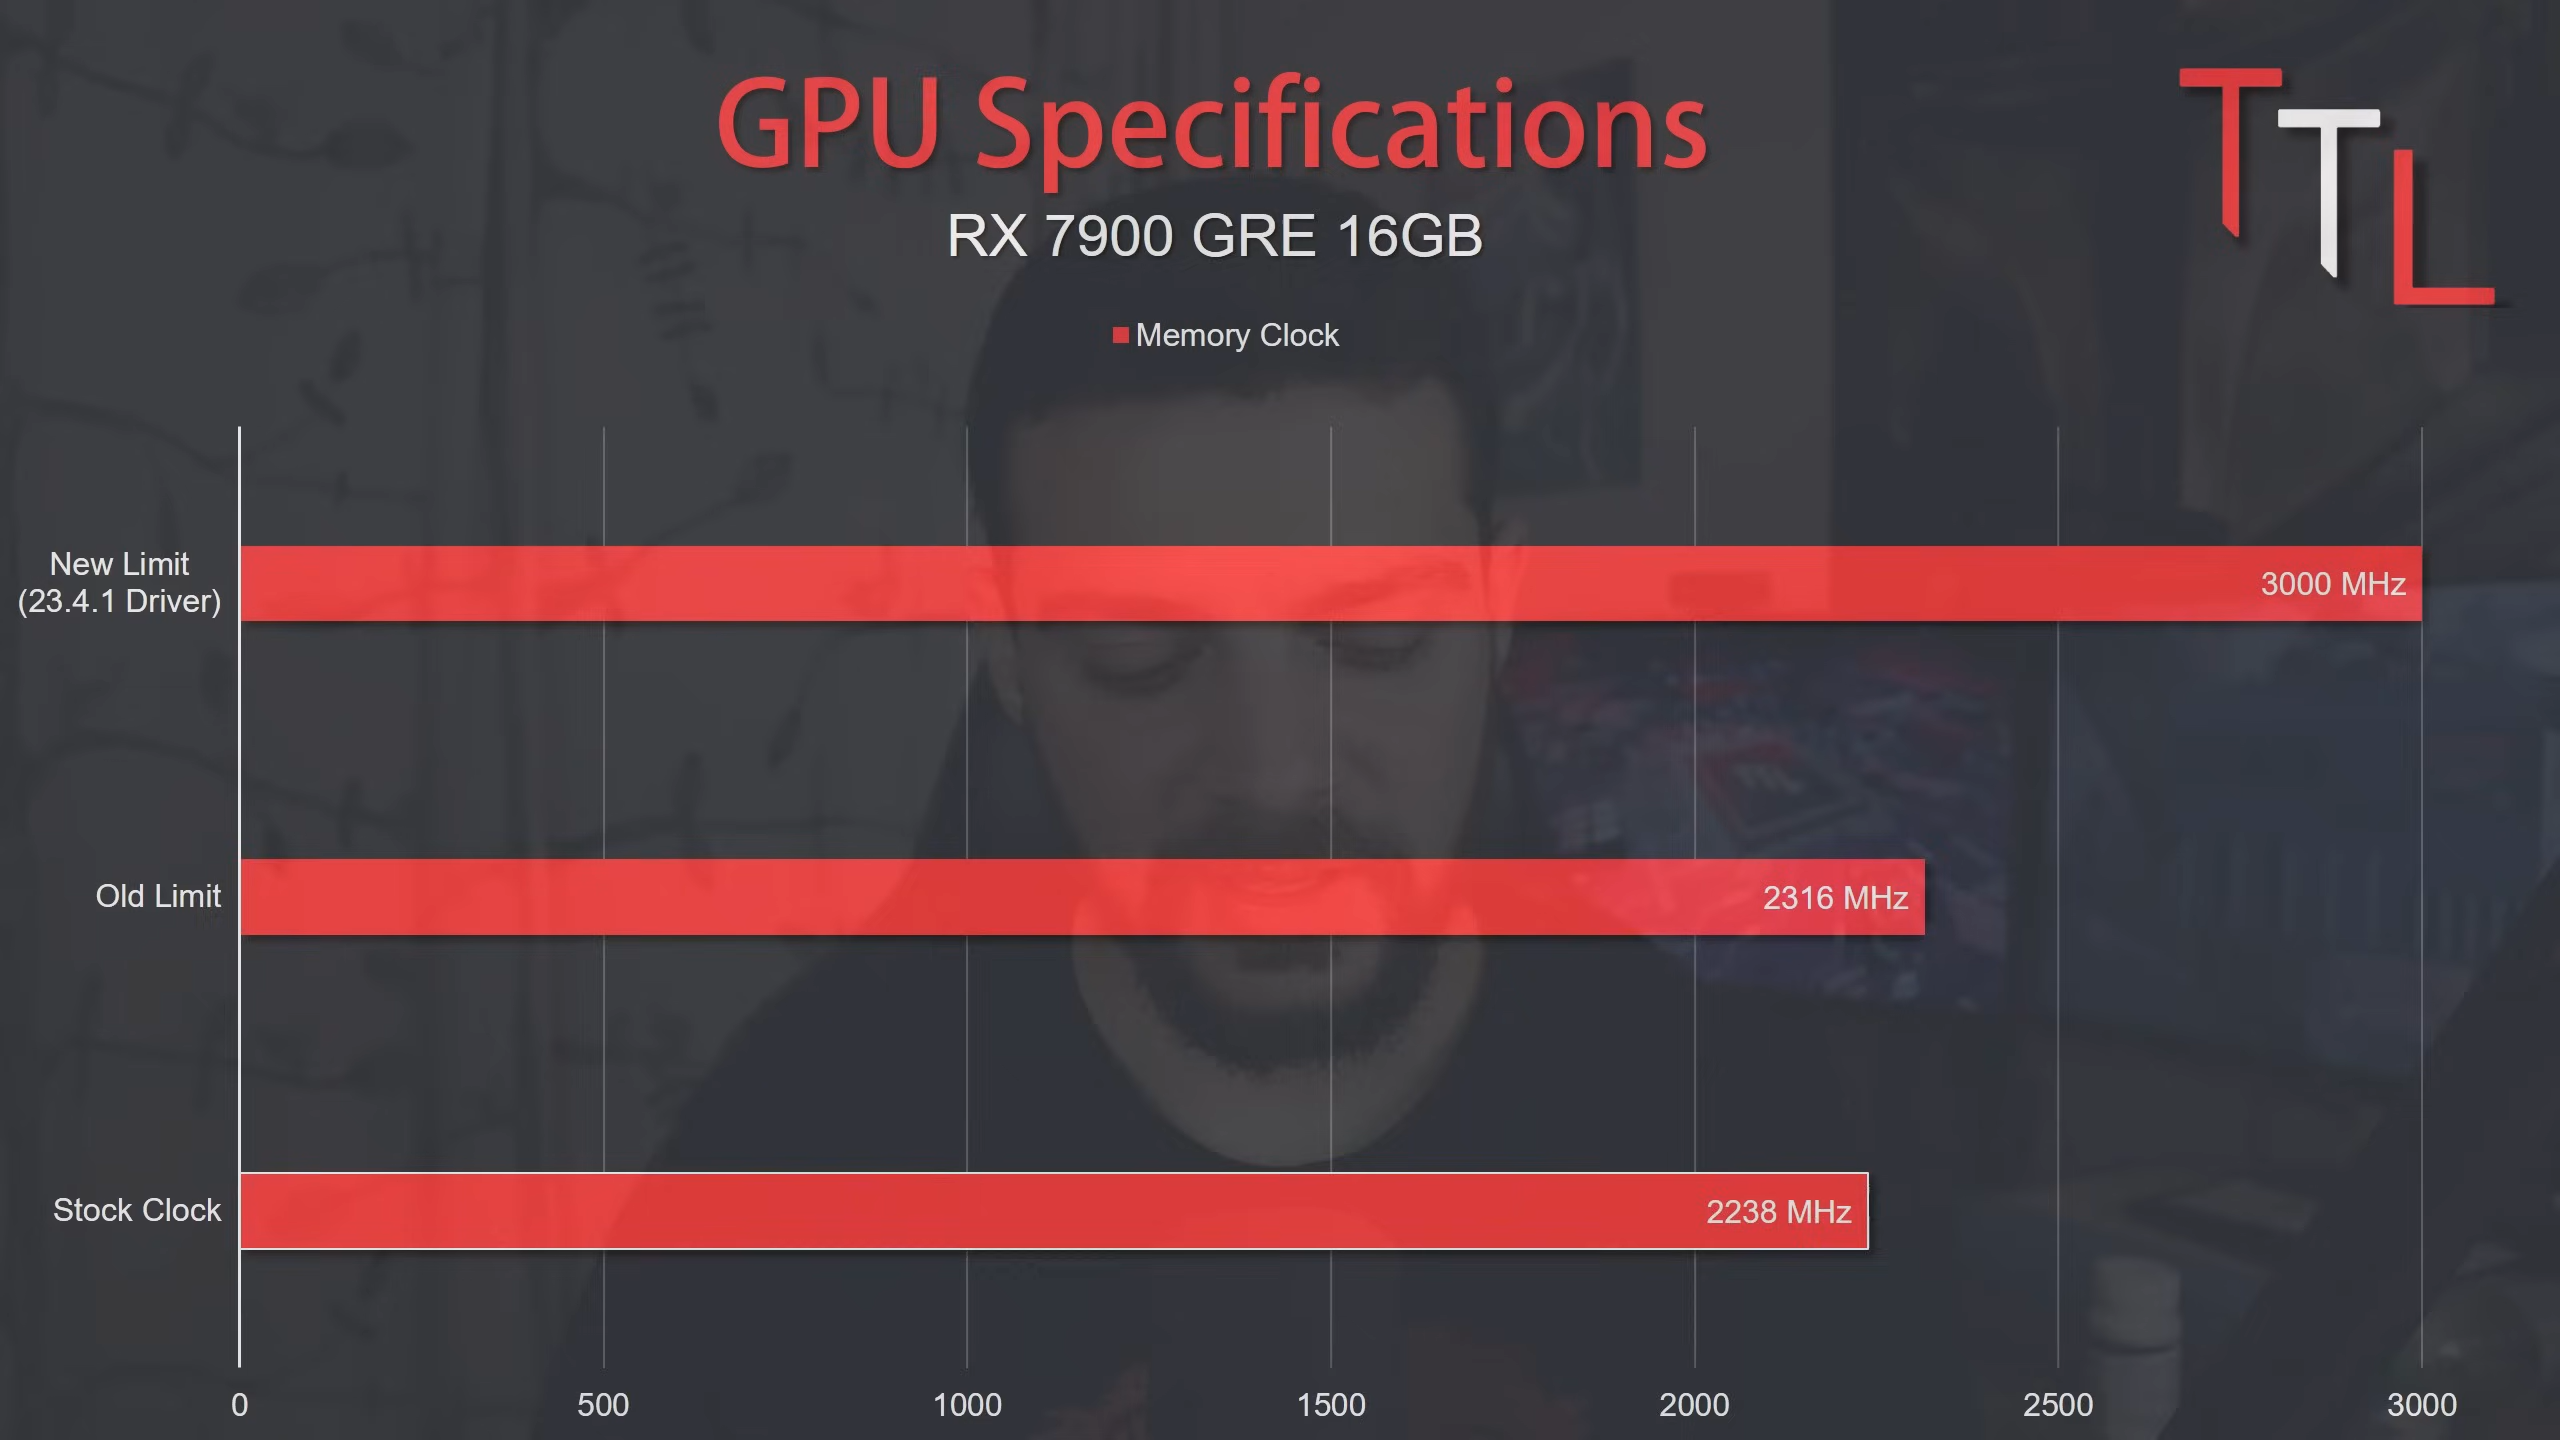 GPU Specifications
TTL
RX 7900 GRE 16GB
Memory Clock
New Limit
(23.4.1 Driver)
3000 MHz
Old Limit
2316 MHz
Stock Clock
2238 MHz
0 500 1000 1500 2000 2500 3000